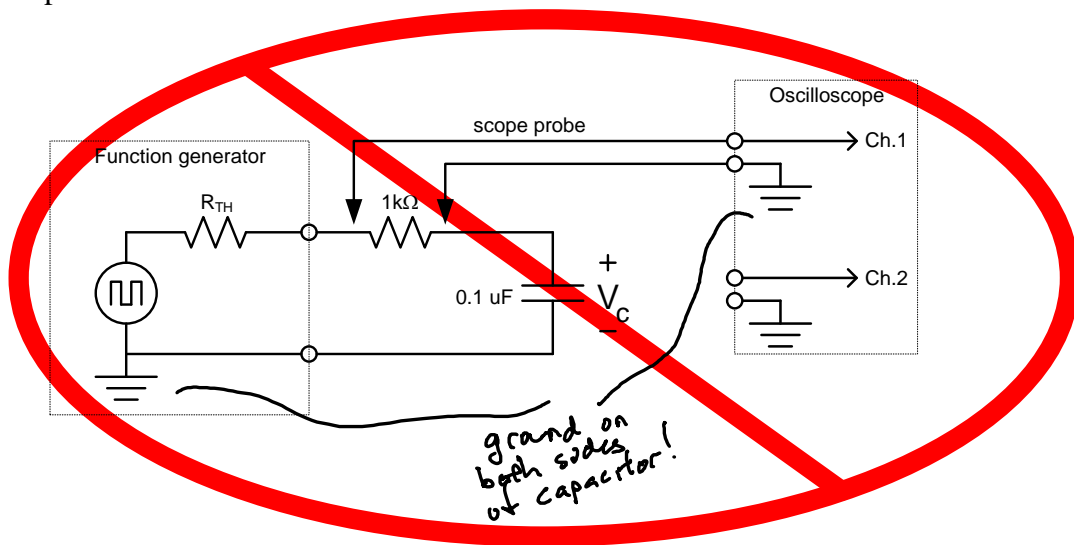 Oscilloscope
scope probe
Ch.1
Function generator
R_TH
1kΩ
+
V_C
−
0.1 uF
Ch.2
ground on
both sides
of capacitor!